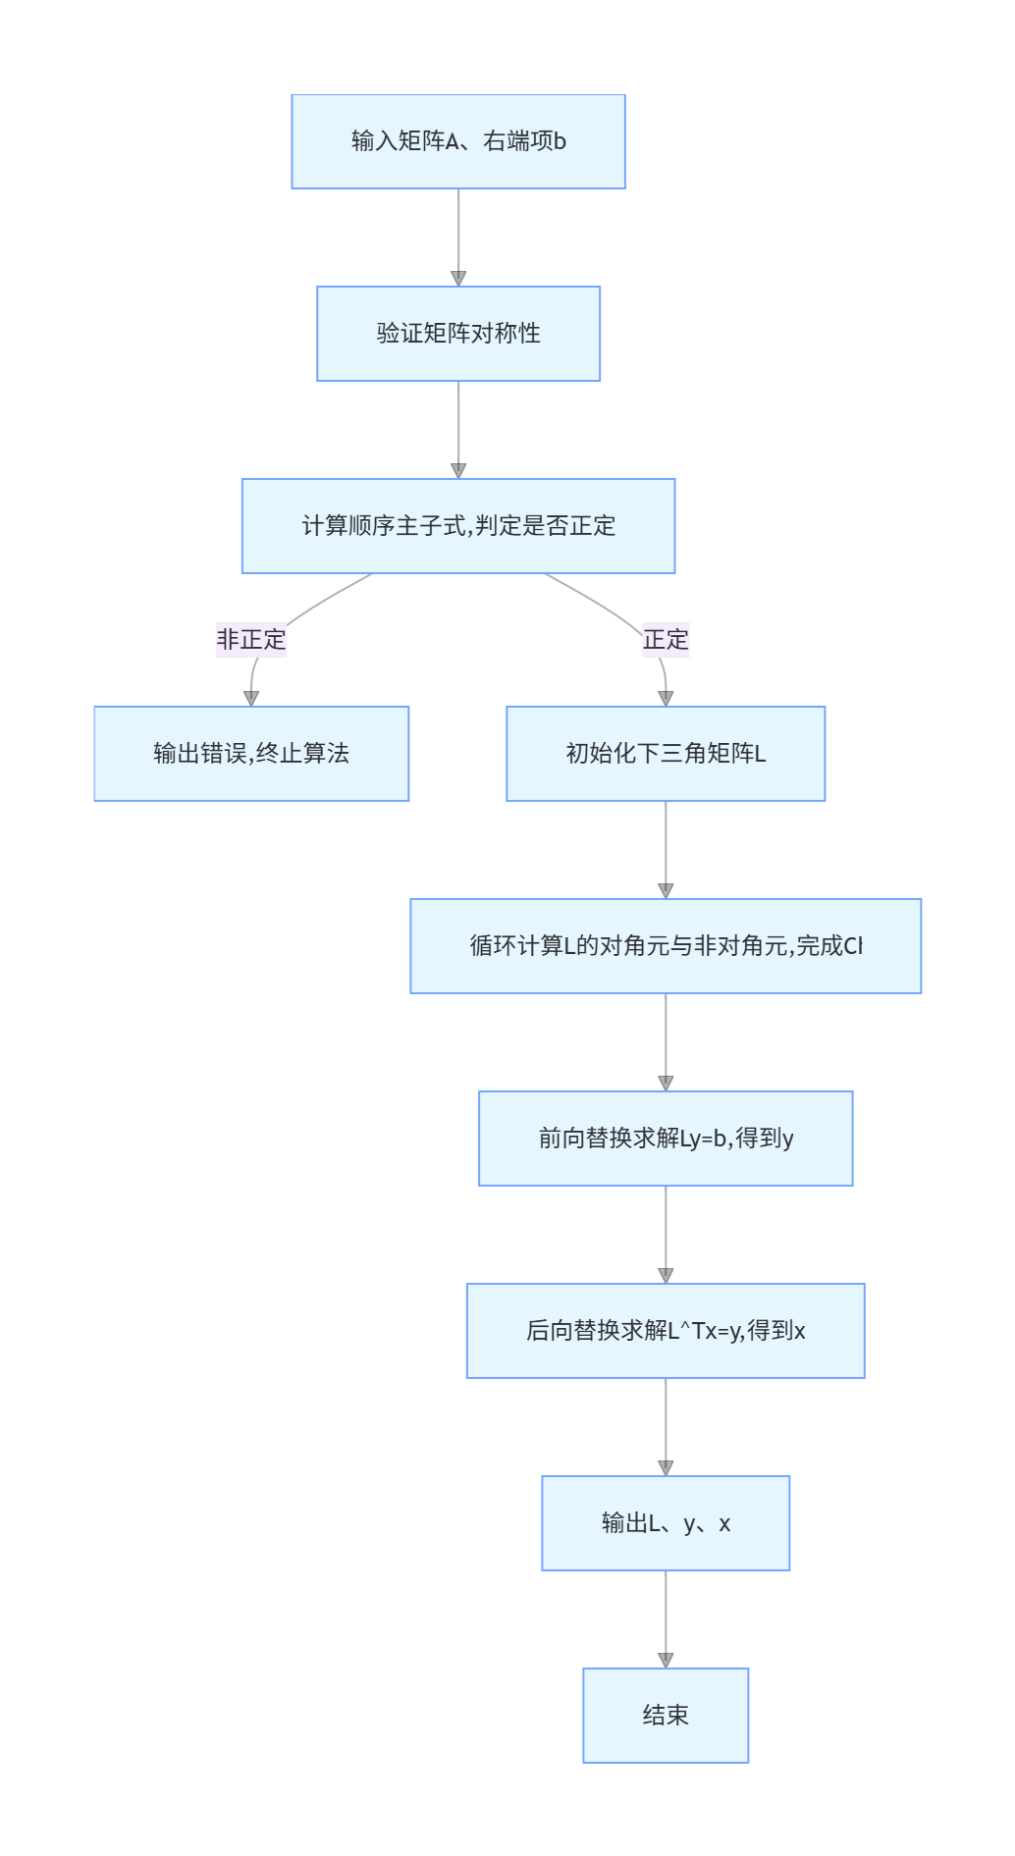 输入矩阵A、右端项b
验证矩阵对称性
计算顺序主子式,判定是否正定
非正定
正定
输出错误,终止算法
初始化下三角矩阵L
循环计算L的对角元与非对角元,完成C
前向替换求解Ly=b,得到y
后向替换求解L^Tx=y,得到x
输出L、y、x
结束